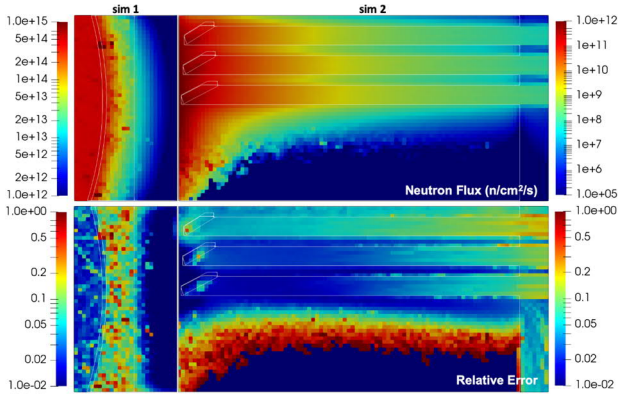 sim 1
sim 2
1.0e+15
5e+14
2e+14
1e+14
5e+13
2e+13
1e+13
5e+12
2e+12
1.0e+12
1.0e+12
1e+11
1e+10
1e+9
1e+8
1e+7
1e+6
1.0e+05
Neutron Flux (n/cm²/s)
1.0e+00
0.5
0.2
0.1
0.05
0.02
1.0e-02
1.0e+00
0.5
0.2
0.1
0.05
0.02
1.0e-02
Relative Error